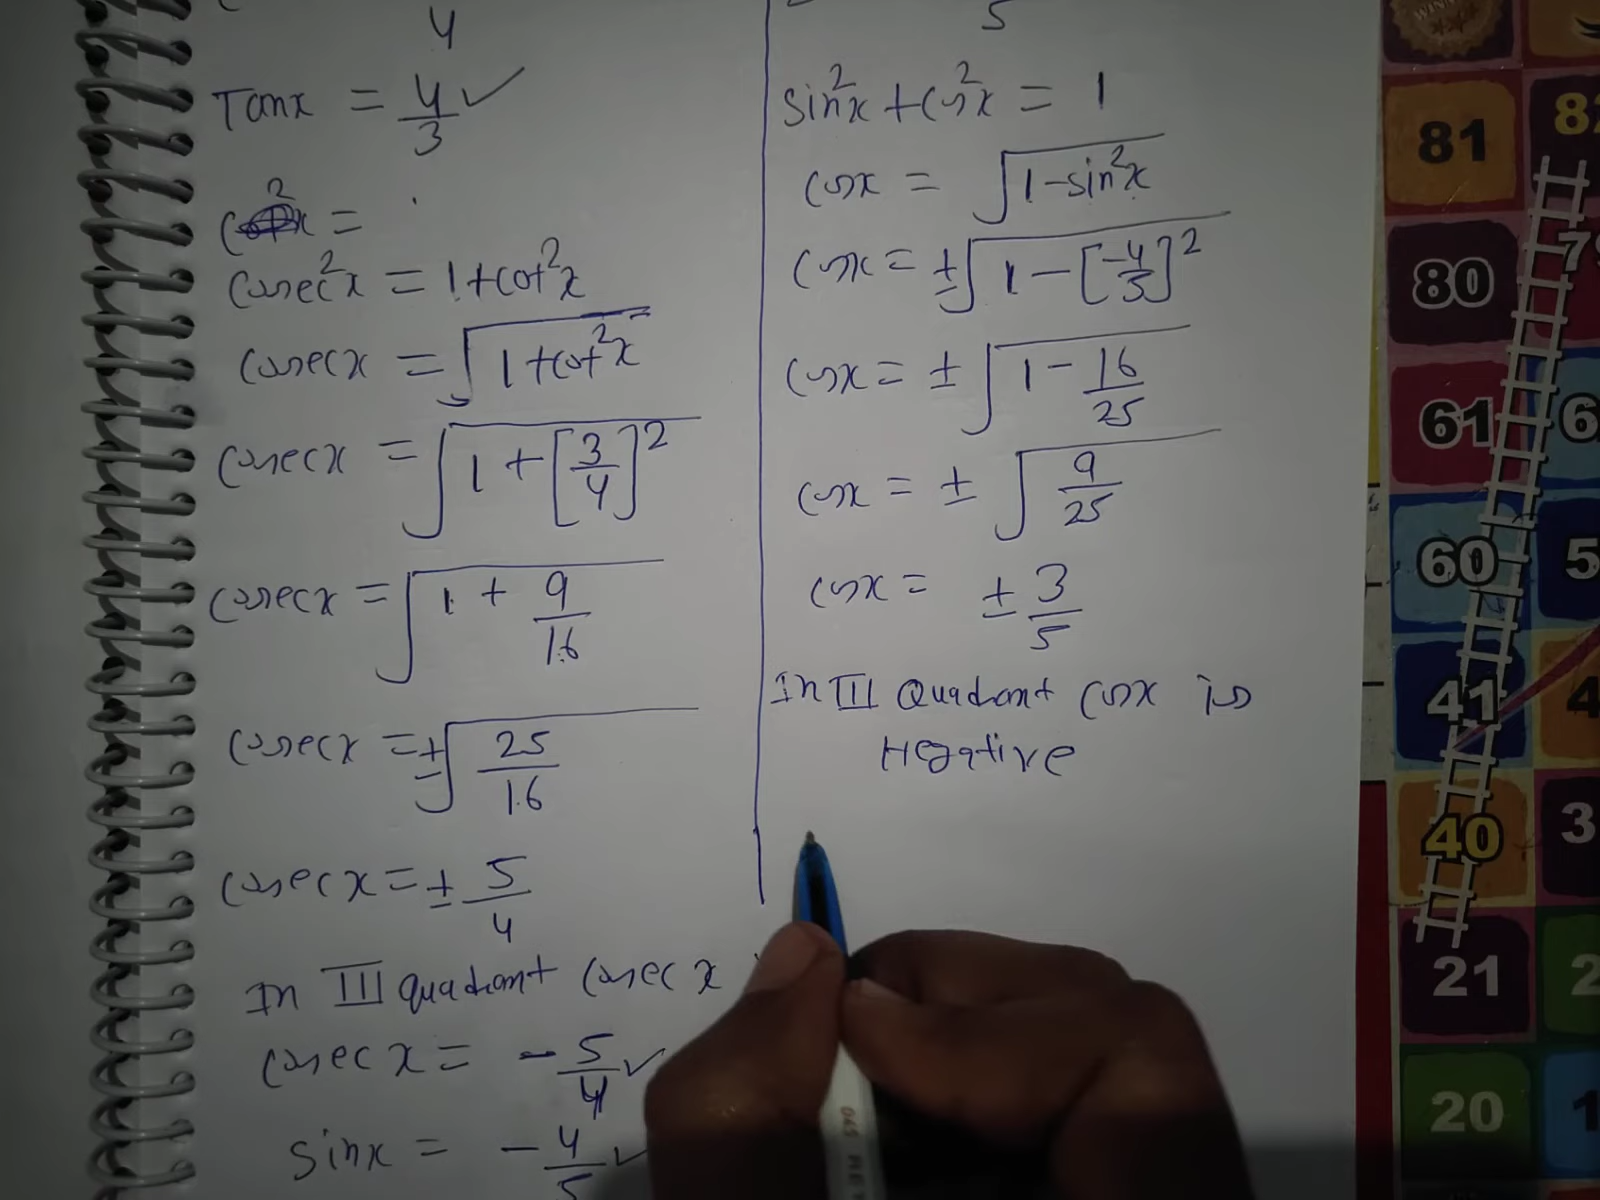 4
Tanx = 4/3 ✓
cosec²x = 1+cot²x
cosecx = √1+cot²x
cosecx = √1+[3/4]²
cosecx = √1+9/16
cosecx = ±√25/16
cosecx = ± 5/4
In III quadrant cosec x
cosec x = -5/4 ✓
sinx = -4/5 ✓
5
sin²x+cos²x = 1
cosx = √1-sin²x
cosx = ±√1-[-4/5]²
cosx = ±√1-16/25
cosx = ±√9/25
cosx = ±3/5
In III Quadrant cosx is
Negative
81
80
61
60
41
40
21
20